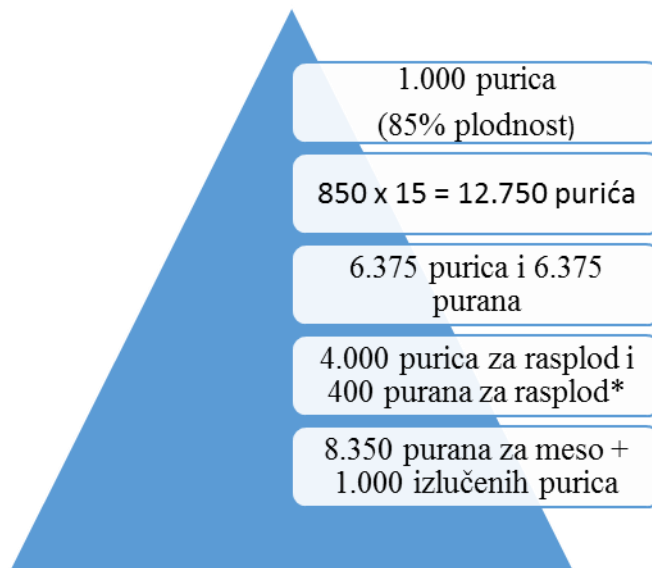 1.000 purica
(85% plodnost)
850 x 15 = 12.750 purića
6.375 purica i 6.375
purana
4.000 purica za rasplod i
400 purana za rasplod*
8.350 purana za meso +
1.000 izlučenih purica